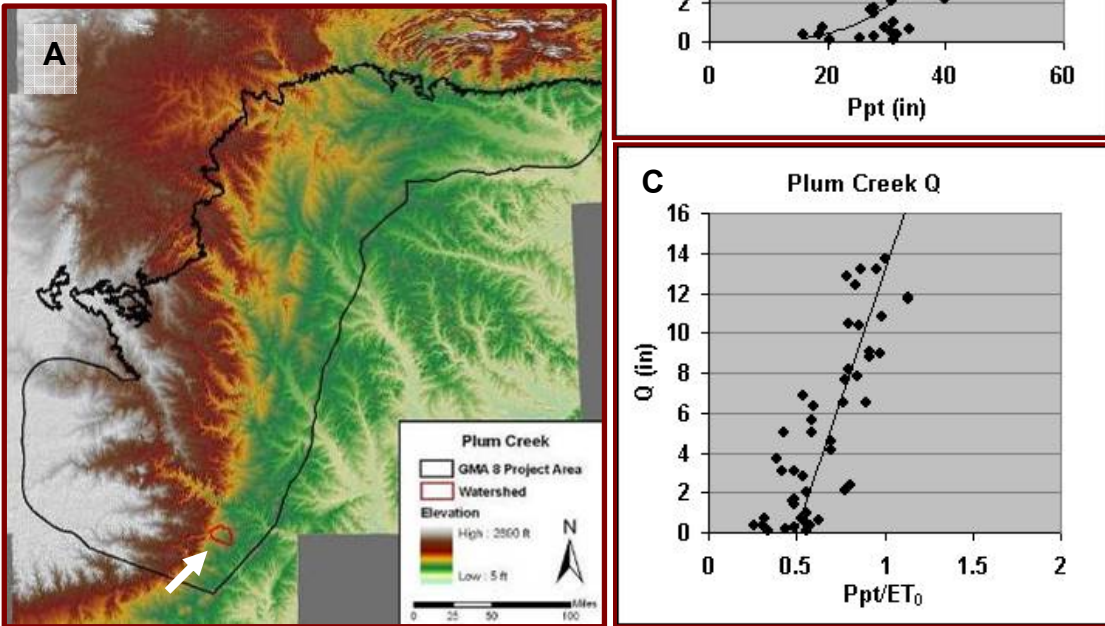 A
Plum Creek
GMA 8 Project Area
Watershed
Elevation
High : 2800 ft
Low : 5 ft
N
Miles
0 25 50 100
2
0
0 20 40 60
Ppt (in)
C
Plum Creek Q
Q (in)
16
14
12
10
8
6
4
2
0
0 0.5 1 1.5 2
Ppt/ET₀